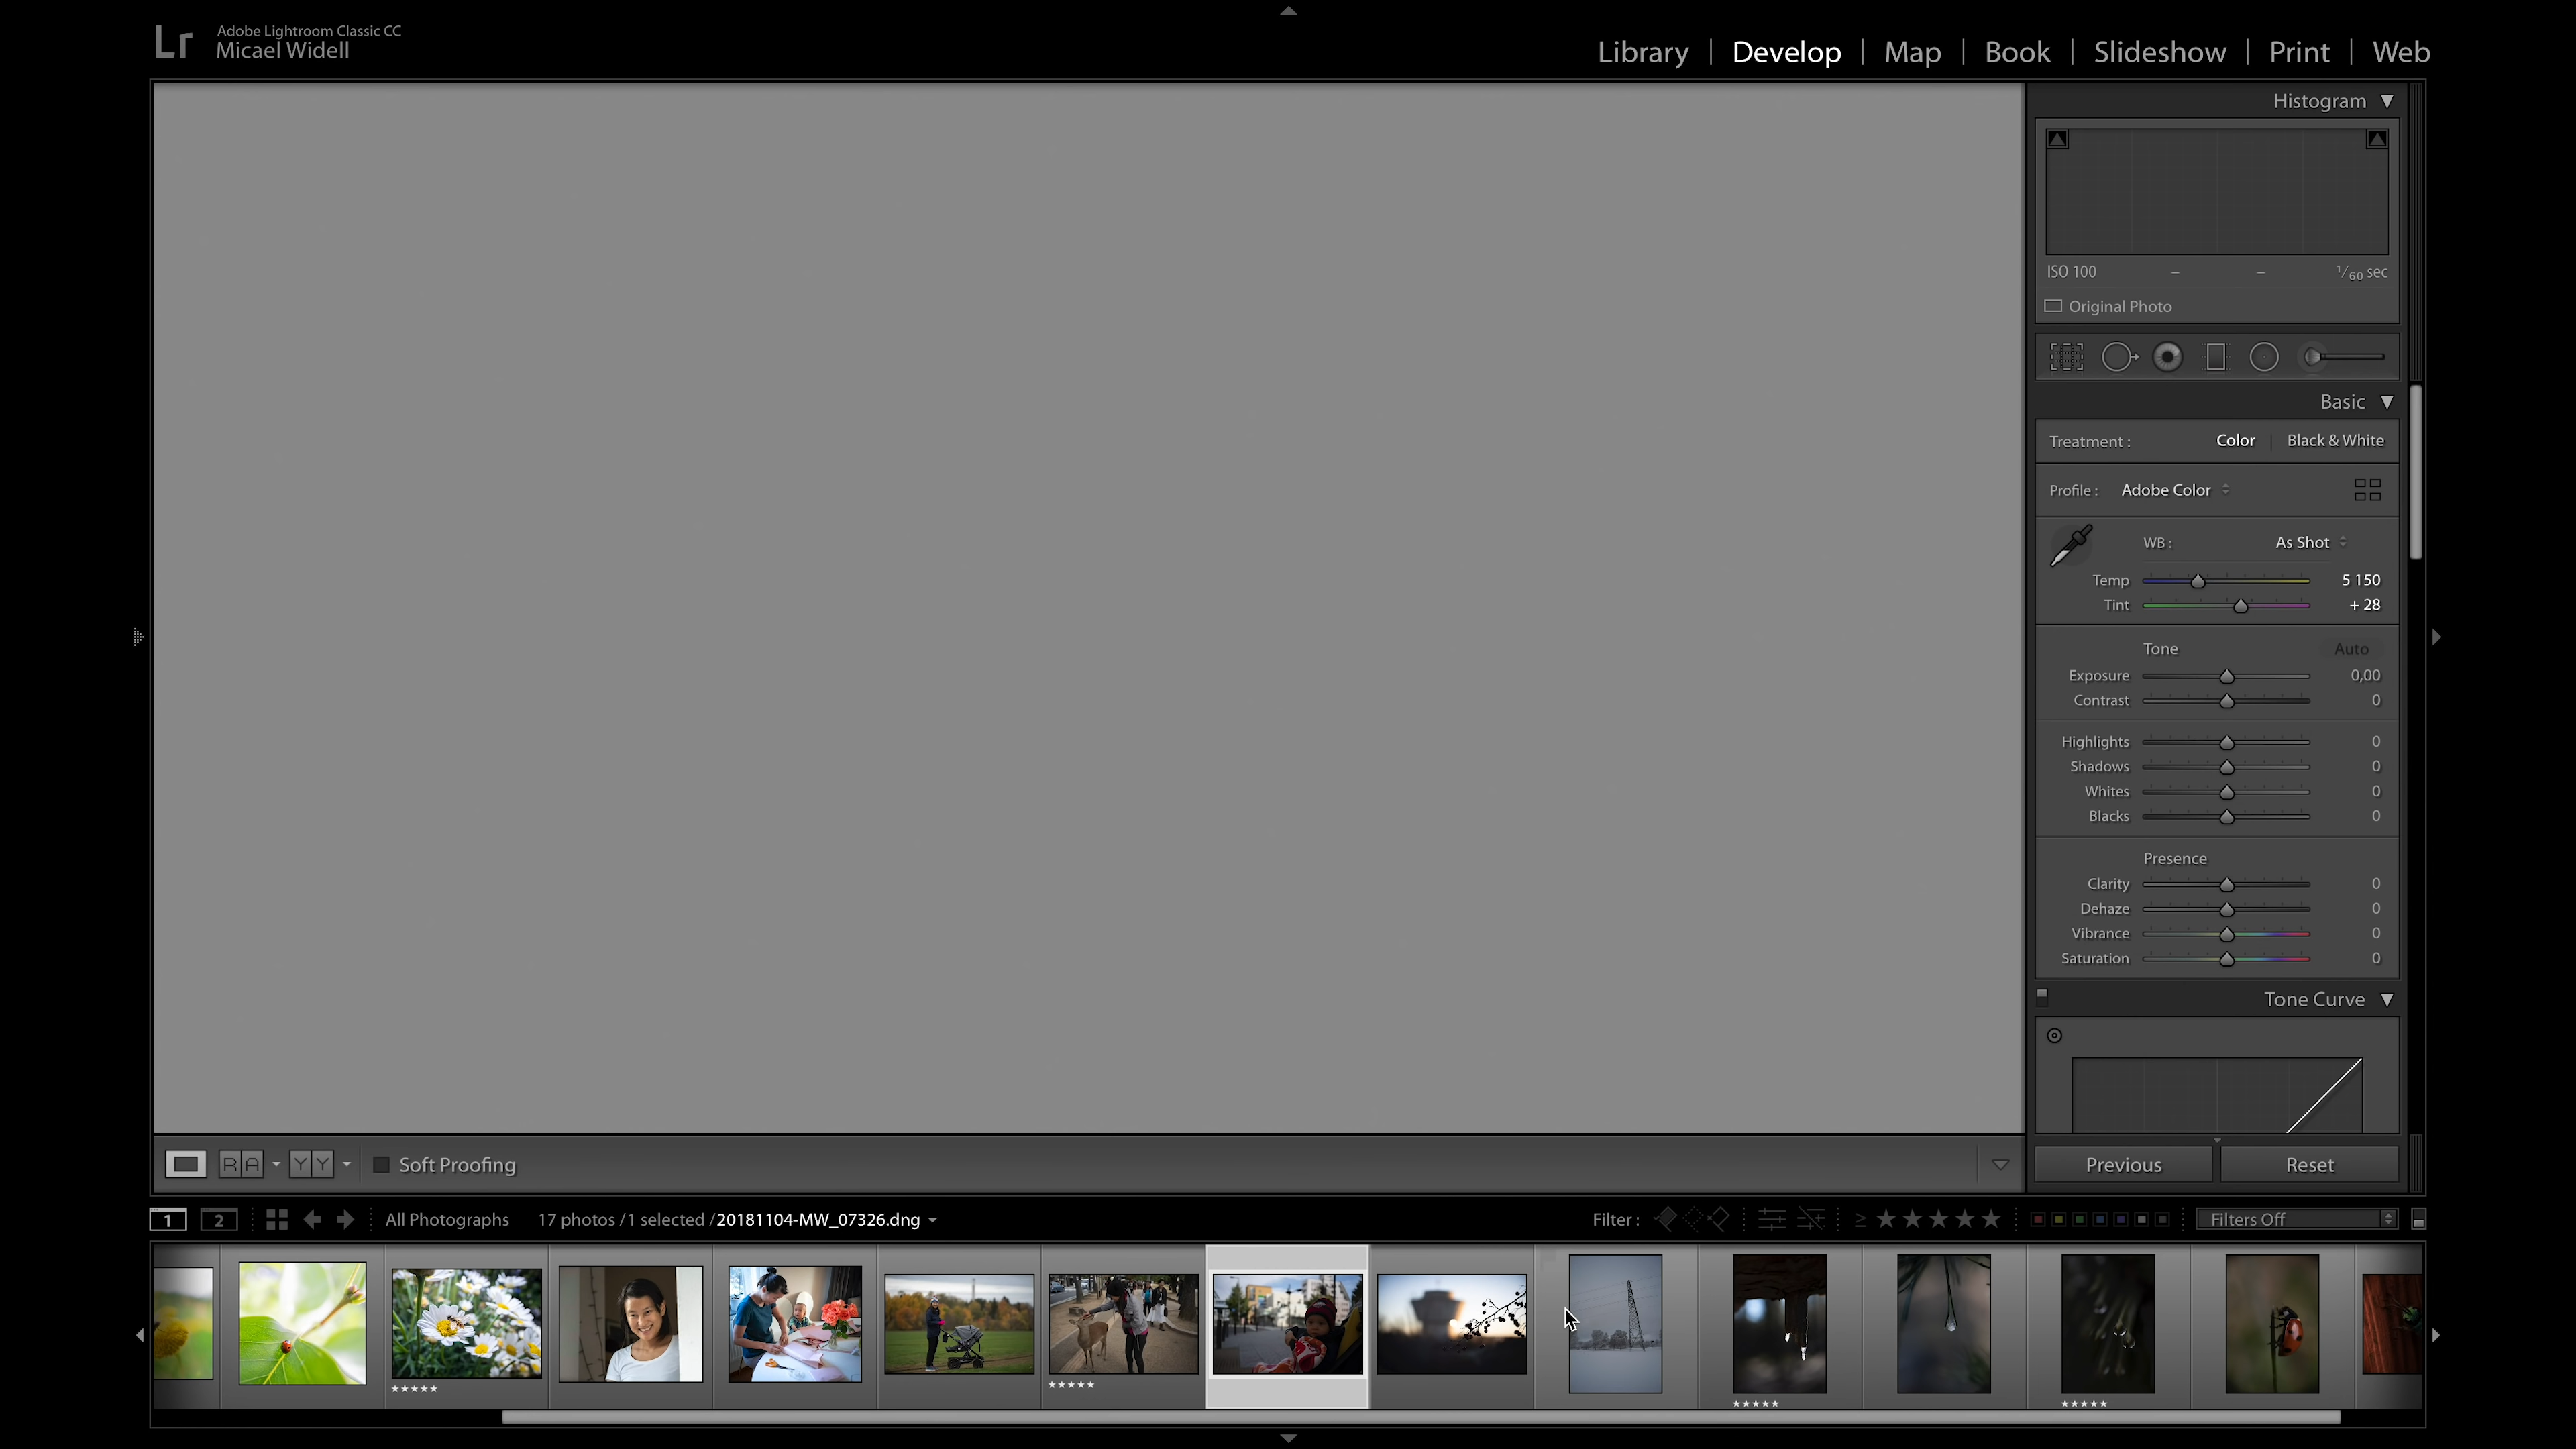 Lr
Adobe Lightroom Classic CC
Micael Widell
Library | Develop | Map | Book | Slideshow | Print | Web
Histogram
ISO 100 – – 1/60 sec
Original Photo
Basic
Treatment : Color | Black & White
Profile : Adobe Color
WB : As Shot
Temp 5 150
Tint + 28
Tone Auto
Exposure 0,00
Contrast 0
Highlights 0
Shadows 0
Whites 0
Blacks 0
Presence
Clarity 0
Dehaze 0
Vibrance 0
Saturation 0
Tone Curve
R A Y Y Soft Proofing
Previous Reset
1 2 All Photographs 17 photos /1 selected /20181104-MW_07326.dng Filter : ≥ ★★★★★ Filters Off
★★★★★ ★★★★★ ★★★★★ ★★★★★